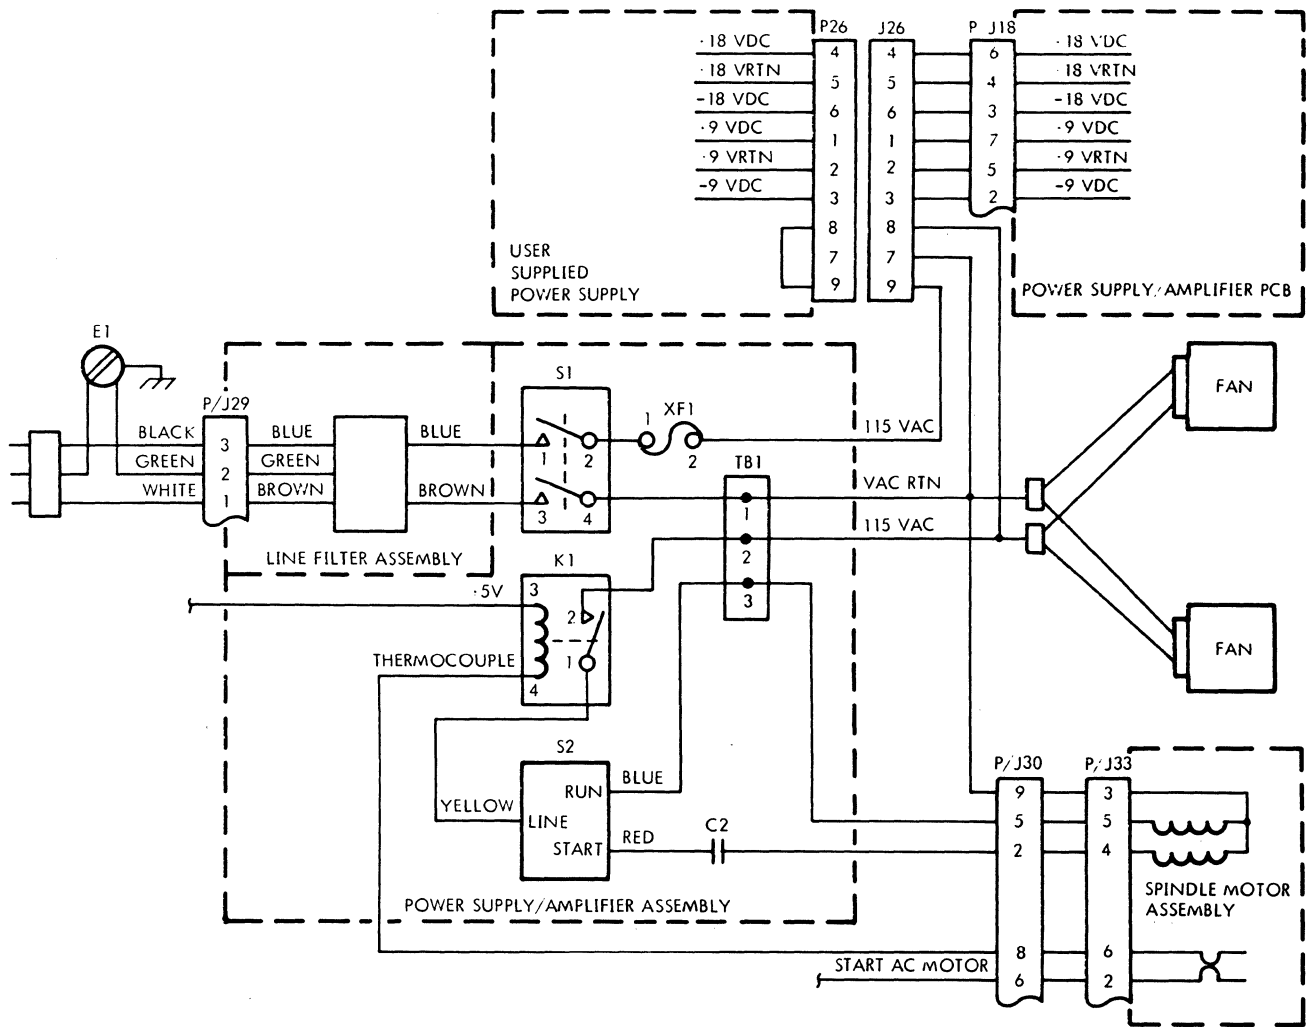 P26
J26
P J18
·18 VDC
4
4
6
·18 VDC
·18 VRTN
5
5
4
·18 VRTN
-18 VDC
6
6
3
-18 VDC
·9 VDC
1
1
7
·9 VDC
·9 VRTN
2
2
5
·9 VRTN
-9 VDC
3
3
2
-9 VDC
8
8
7
7
9
9
USER
SUPPLIED
POWER SUPPLY
POWER SUPPLY/AMPLIFIER PCB
E1
P/J29
BLACK
3
BLUE
BLUE
GREEN
2
GREEN
WHITE
1
BROWN
BROWN
LINE FILTER ASSEMBLY
S1
1
2
3
4
XF1
1
2
115 VAC
TB1
1
2
3
VAC RTN
115 VAC
FAN
FAN
K1
·5V
3
2
1
THERMOCOUPLE
4
S2
RUN
BLUE
YELLOW
LINE
START
RED
C2
POWER SUPPLY/AMPLIFIER ASSEMBLY
P/J30
P/J33
9
3
5
5
2
4
SPINDLE MOTOR
ASSEMBLY
8
6
START AC MOTOR
6
2